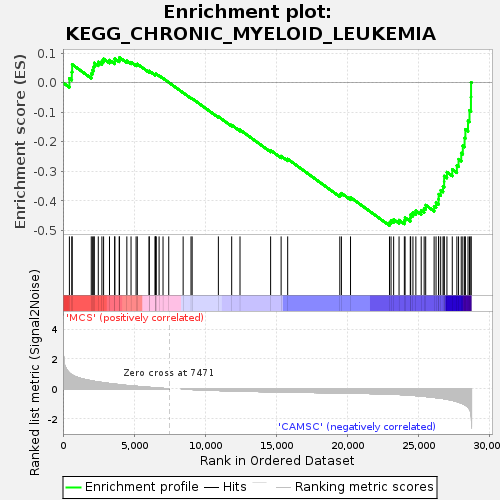 Enrichment plot:
KEGG_CHRONIC_MYELOID_LEUKEMIA
Enrichment score (ES)
0.1
0.0
-0.1
-0.2
-0.3
-0.4
-0.5
'MCS' (positively correlated)
Ranked list metric (Signal2Noise)
4
2
0
-2
Zero cross at 7471
'CAMSC' (negatively correlated)
0
5,000
10,000
15,000
20,000
25,000
30,000
Rank in Ordered Dataset
Enrichment profile
Hits
Ranking metric scores